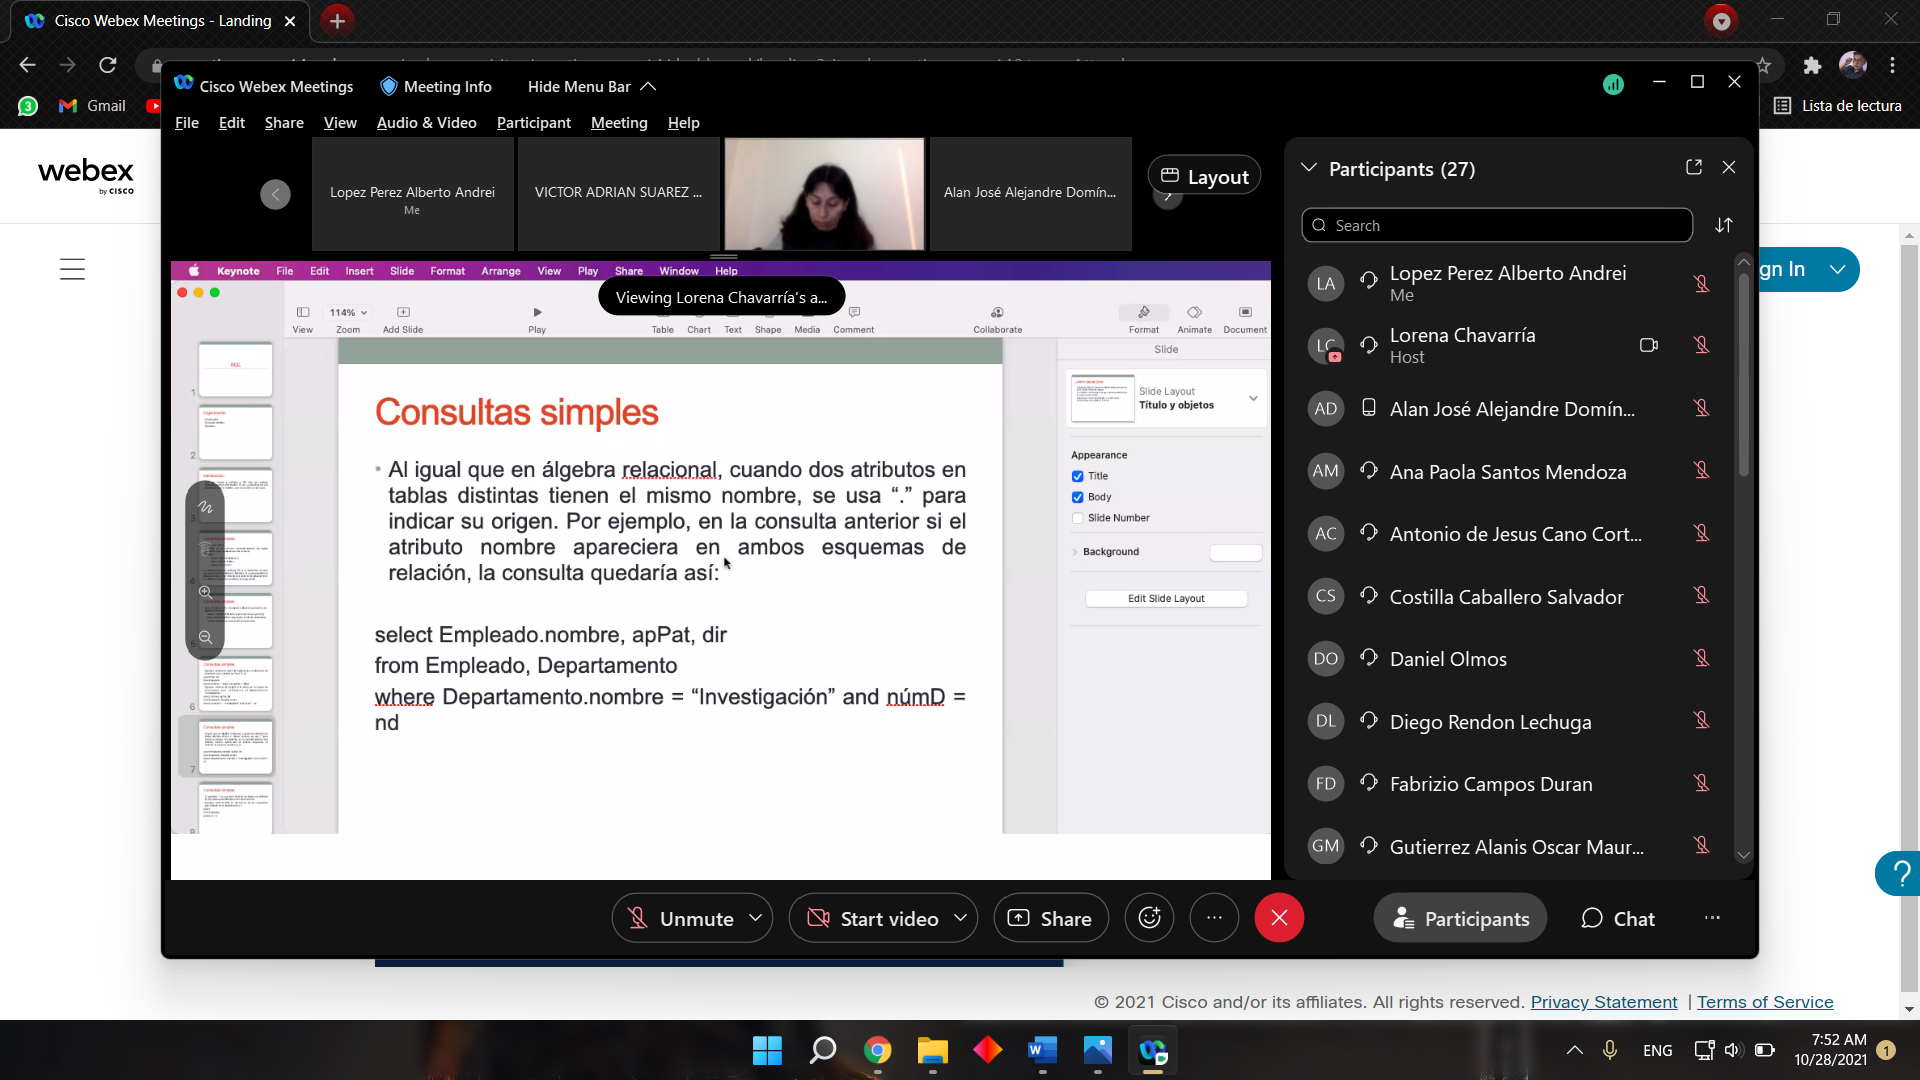 Cisco Webex Meetings - Landing
Gmail
Lista de lectura
webex
by CISCO
gn In
Cisco Webex Meetings
Meeting Info
Hide Menu Bar
File Edit Share View Audio & Video Participant Meeting Help
Lopez Perez Alberto Andrei
Me
VICTOR ADRIAN SUAREZ ...
Alan José Alejandre Domín...
Layout
Keynote File Edit Insert Slide Format Arrange View Play Share Window Help
Viewing Lorena Chavarría's a...
114%
View Zoom Add Slide Play Table Chart Text Shape Media Comment Collaborate Format Animate Document
Slide
Slide Layout
Título y objetos
Appearance
Title
Body
Slide Number
Background
Edit Slide Layout
1
2
3
4
6
7
8
Consultas simples
• Al igual que en álgebra relacional, cuando dos atributos en
tablas distintas tienen el mismo nombre, se usa “.” para
indicar su origen. Por ejemplo, en la consulta anterior si el
atributo nombre apareciera en ambos esquemas de
relación, la consulta quedaría así:
select Empleado.nombre, apPat, dir
from Empleado, Departamento
where Departamento.nombre = “Investigación” and númD =
nd
Participants (27)
Search
LA Lopez Perez Alberto Andrei
Me
LC Lorena Chavarría
Host
AD Alan José Alejandre Domín...
AM Ana Paola Santos Mendoza
AC Antonio de Jesus Cano Cort...
CS Costilla Caballero Salvador
DO Daniel Olmos
DL Diego Rendon Lechuga
FD Fabrizio Campos Duran
GM Gutierrez Alanis Oscar Maur...
Unmute
Start video
Share
Participants
Chat
?
© 2021 Cisco and/or its affiliates. All rights reserved. Privacy Statement | Terms of Service
ENG
7:52 AM
10/28/2021
1